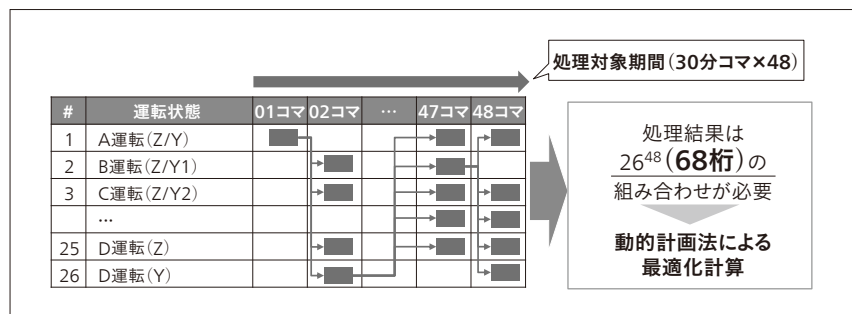 処理対象期間(30分コマ×48)
# 運転状態 01コマ 02コマ … 47コマ 48コマ
1 A運転(Z/Y)
2 B運転(Z/Y1)
3 C運転(Z/Y2)
…
25 D運転(Z)
26 D運転(Y)
処理結果は
26⁴⁸(68桁)の
組み合わせが必要
動的計画法による
最適化計算